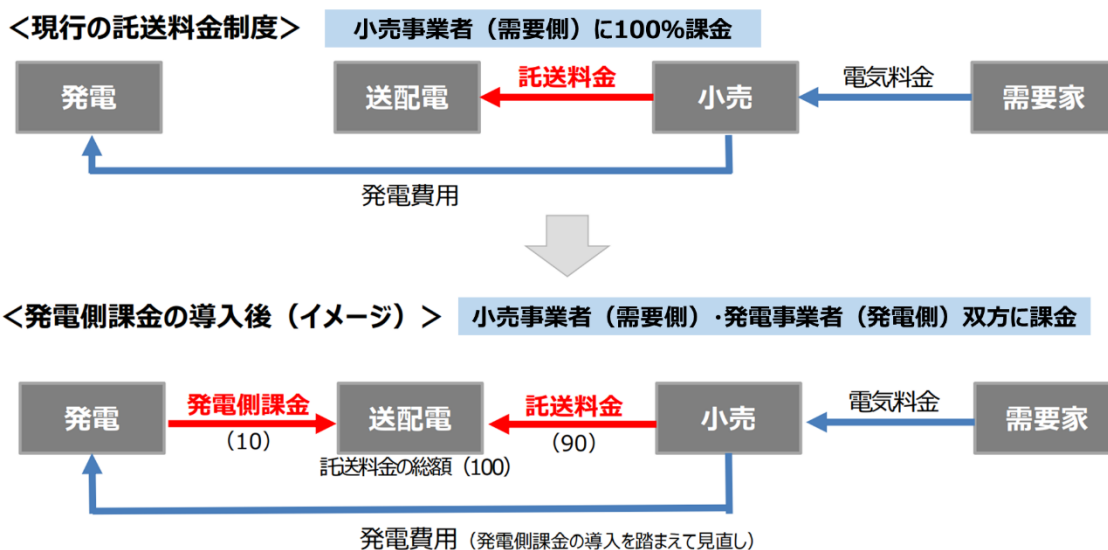 ＜現行の託送料金制度＞ 小売事業者（需要側）に100%課金
発電 送配電 託送料金 小売 電気料金 需要家
発電費用
＜発電側課金の導入後（イメージ）＞ 小売事業者（需要側）・発電事業者（発電側）双方に課金
発電 発電側課金 送配電 託送料金 小売 電気料金 需要家
（10） （90）
託送料金の総額（100）
発電費用（発電側課金の導入を踏まえて見直し）